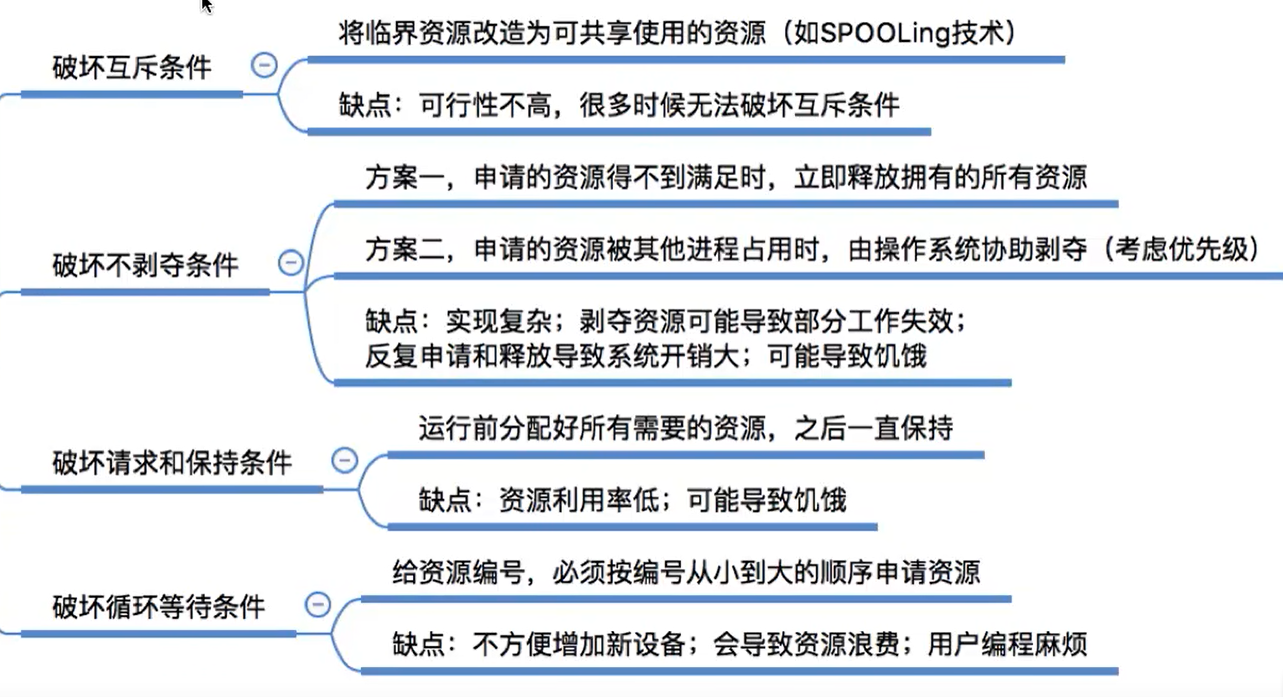 破坏互斥条件
将临界资源改造为可共享使用的资源（如SPOOLing技术）
缺点：可行性不高，很多时候无法破坏互斥条件
破坏不剥夺条件
方案一，申请的资源得不到满足时，立即释放拥有的所有资源
方案二，申请的资源被其他进程占用时，由操作系统协助剥夺（考虑优先级）
缺点：实现复杂；剥夺资源可能导致部分工作失效；
反复申请和释放导致系统开销大；可能导致饥饿
破坏请求和保持条件
运行前分配好所有需要的资源，之后一直保持
缺点：资源利用率低；可能导致饥饿
破坏循环等待条件
给资源编号，必须按编号从小到大的顺序申请资源
缺点：不方便增加新设备；会导致资源浪费；用户编程麻烦